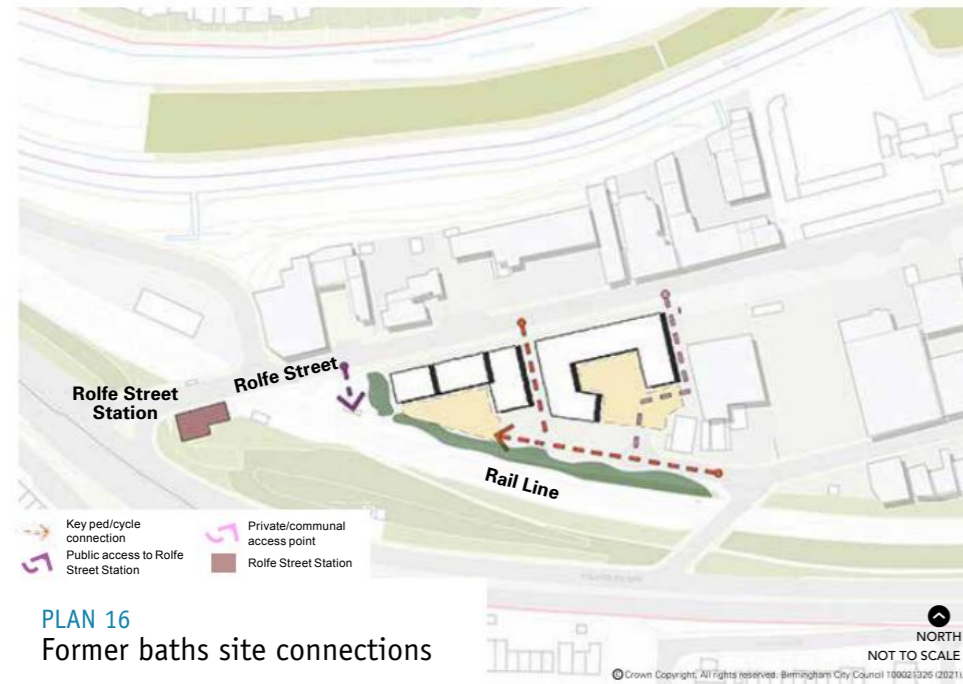 Rolfe Street
Rolfe Street
Station
Rail Line
Key ped/cycle
connection
Public access to Rolfe
Street Station
Private/communal
access point
Rolfe Street Station
PLAN 16
Former baths site connections
NORTH
NOT TO SCALE
© Crown Copyright, All rights reserved. Birmingham City Council 100021326 (2021).